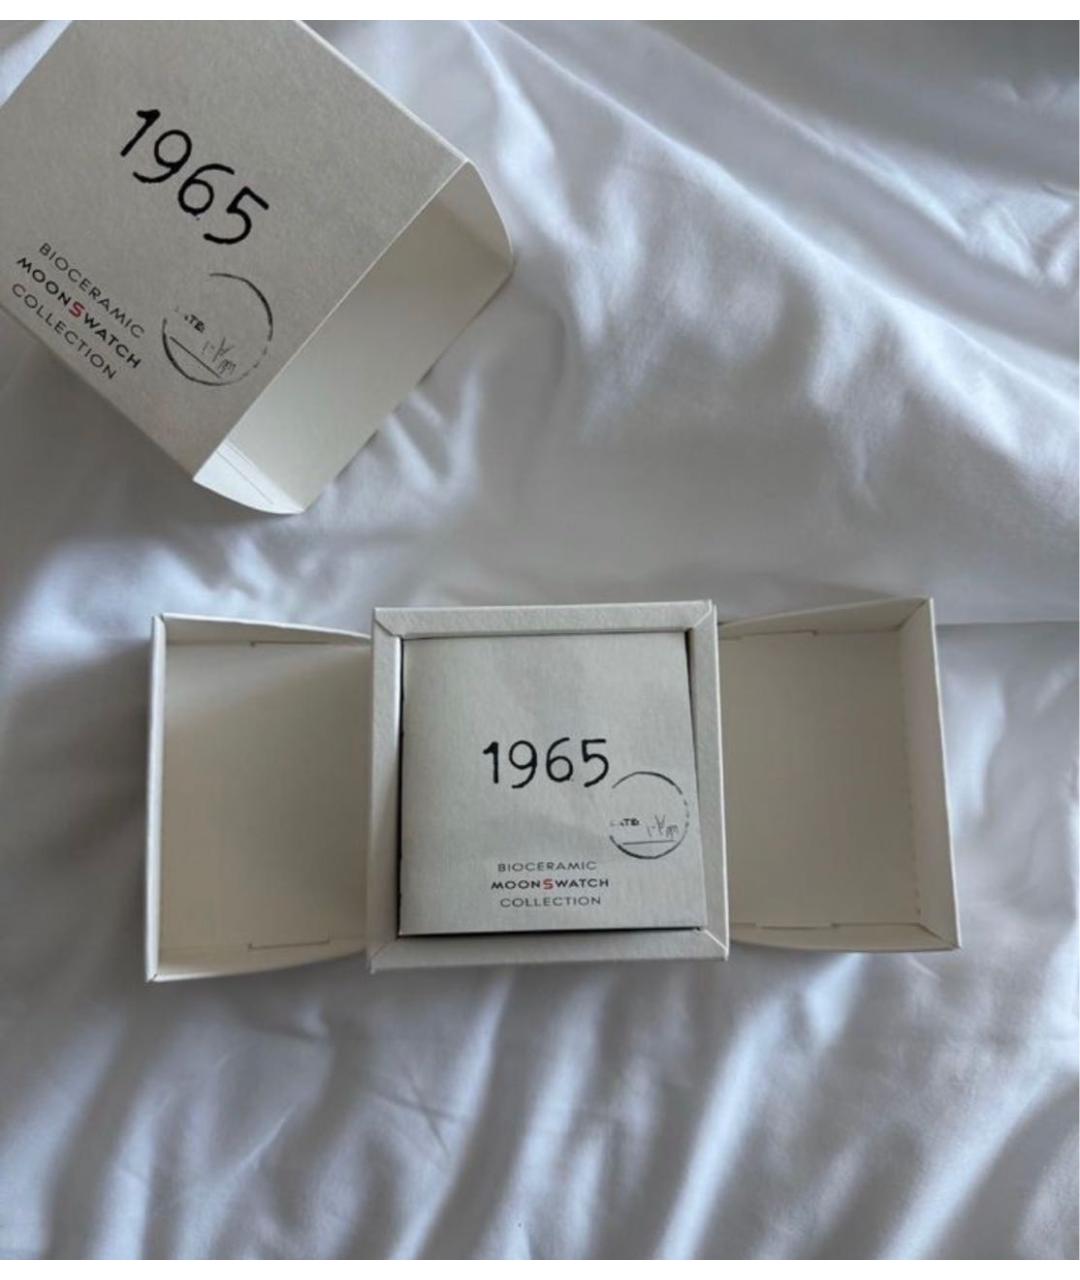 1965
BIOCERAMIC
MOONSWATCH
COLLECTION
1965
BIOCERAMIC
MOONSWATCH
COLLECTION